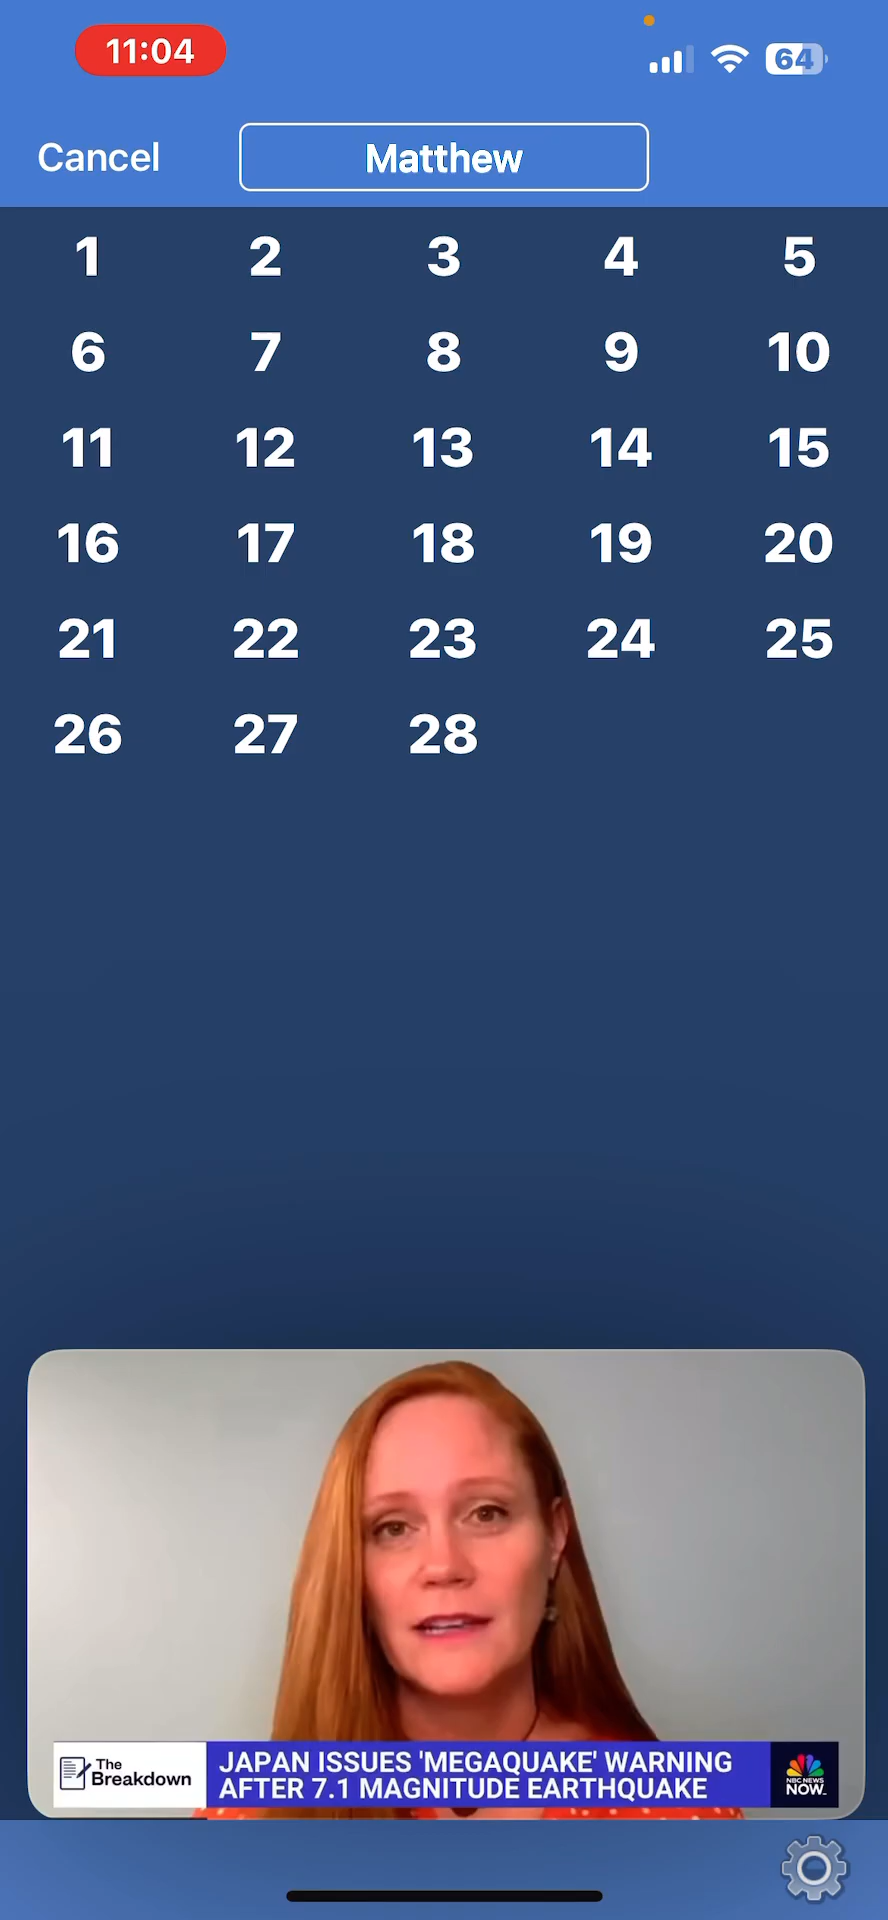 11:04
64
Cancel
Matthew
1 2 3 4 5
6 7 8 9 10
11 12 13 14 15
16 17 18 19 20
21 22 23 24 25
26 27 28
The
Breakdown
JAPAN ISSUES 'MEGAQUAKE' WARNING
AFTER 7.1 MAGNITUDE EARTHQUAKE
NBC NEWS
NOW